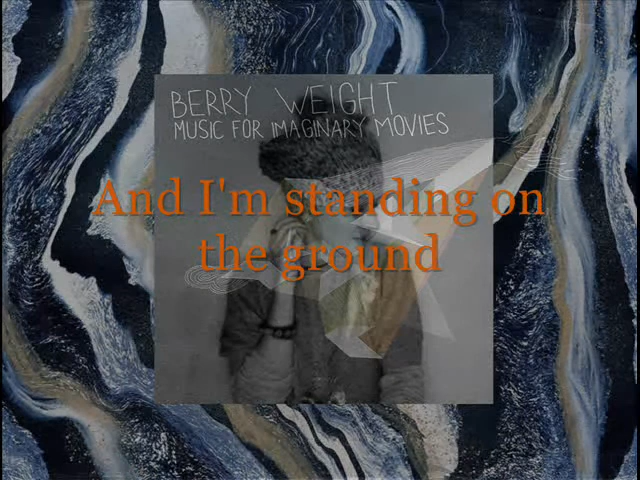 BERRY WEIGHT
MUSIC FOR IMAGINARY MOVIES
And I'm standing on
the ground